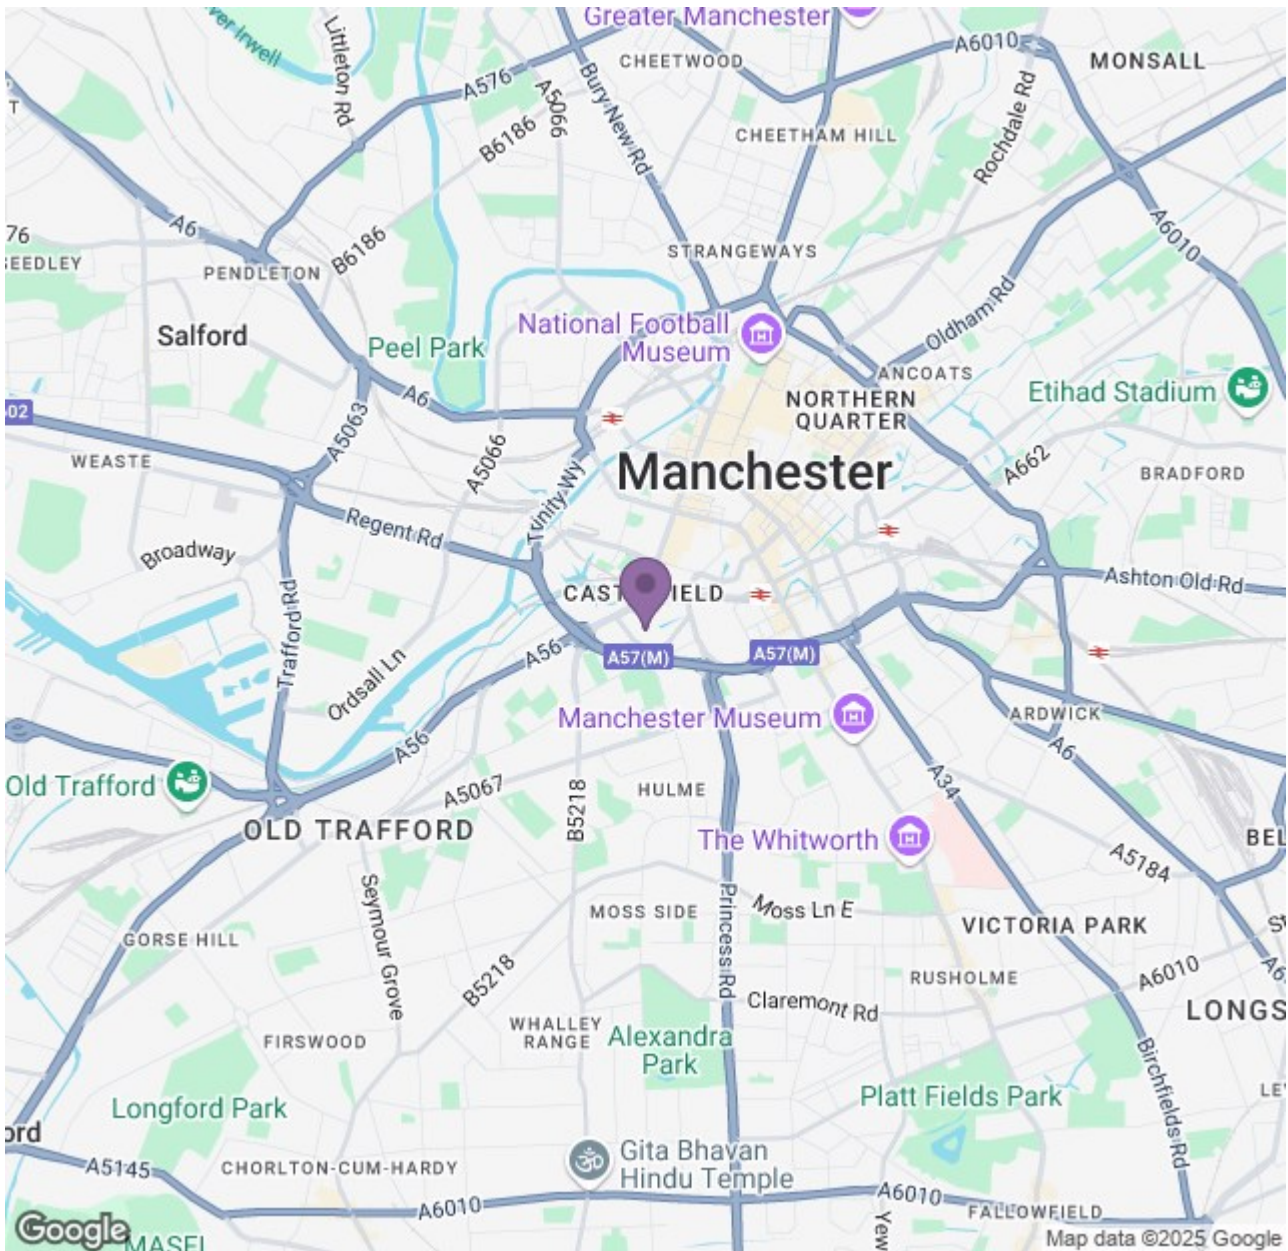 Greater Manchester
CHEETWOOD
A6010
MONSALL
Littleton Rd
A576
A5066
B6186
Bury New Rd
CHEETHAM HILL
Rochdale Rd
A6
76
SEEDLEY
PENDLETON
B6186
STRANGEWAYS
A6010
Salford
Peel Park
National Football
Museum
Oldham Rd
ANCOATS
NORTHERN
QUARTER
Etihad Stadium
A6
A5063
A5066
WEASTE
Manchester
A662
BRADFORD
Regent Rd
Trinity Wy
Broadway
Trafford Rd
Ashton Old Rd
A56
A57(M)
A57(M)
Ordsall Ln
Manchester Museum
ARDWICK
A56
A6
Old Trafford
A5067
B5218
HULME
A34
OLD TRAFFORD
The Whitworth
A5184
BEL
Seymour Grove
MOSS SIDE
Princess Rd
Moss Ln E
VICTORIA PARK
GORSE HILL
B5218
RUSHOLME
A6010
A6
Claremont Rd
LONGS
FIRSWOOD
WHALLEY
RANGE
Alexandra
Park
Birchfields Rd
Longford Park
Platt Fields Park
ord
A5145
CHORLTON-CUM-HARDY
Gita Bhavan
Hindu Temple
A6010
A6010
FALLOWFIELD
Yew
Google
Map data ©2025 Google